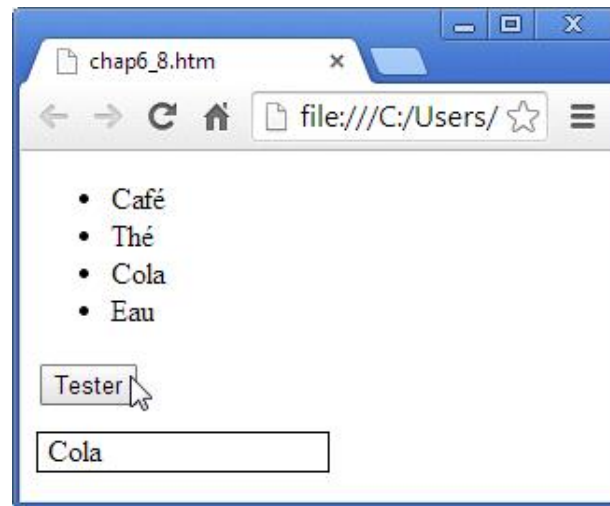 chap6_8.htm
file:///C:/Users/
Café
Thé
Cola
Eau
Tester
Cola